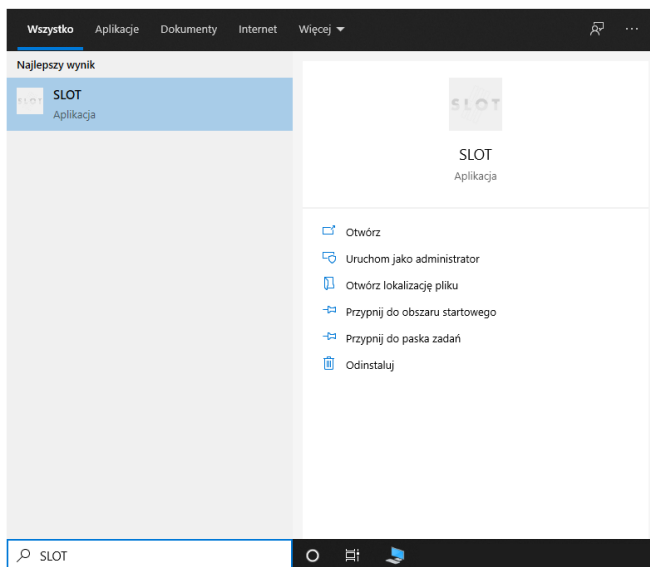 Wszystko Aplikacje Dokumenty Internet Więcej
Najlepszy wynik
SLOT
SLOT
Aplikacja
SLOT
SLOT
Aplikacja
Otwórz
Uruchom jako administrator
Otwórz lokalizację pliku
Przypnij do obszaru startowego
Przypnij do paska zadań
Odinstaluj
SLOT